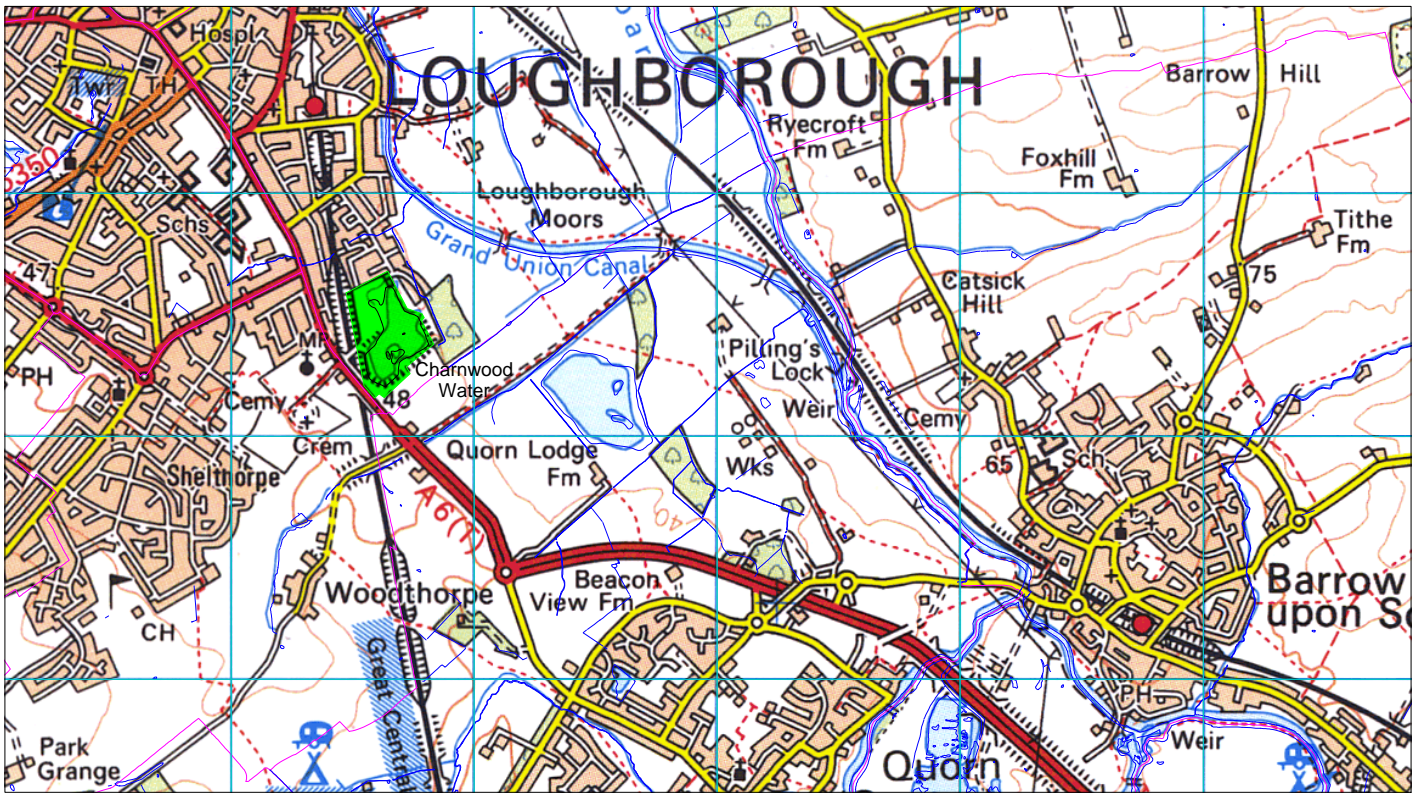 Hospl
Twr
TH
LOUGHBOROUGH
Barrow Hill
Ryecroft
Fm
Foxhill
Fm
Loughborough
Moors
Schs
Tithe
Fm
Grand Union Canal
47
75
Catsick
Hill
MP
Pilling's
Lock
PH
Charnwood
Water
Cemy
48
Weir
Cemy
Crem
Quorn Lodge
Fm
65
Sch
Shelthorpe
Wks
A6(T)
40
Beacon
View Fm
Woodthorpe
Barrow
upon So
CH
Great Central
PH
Park
Grange
Weir
Quorn